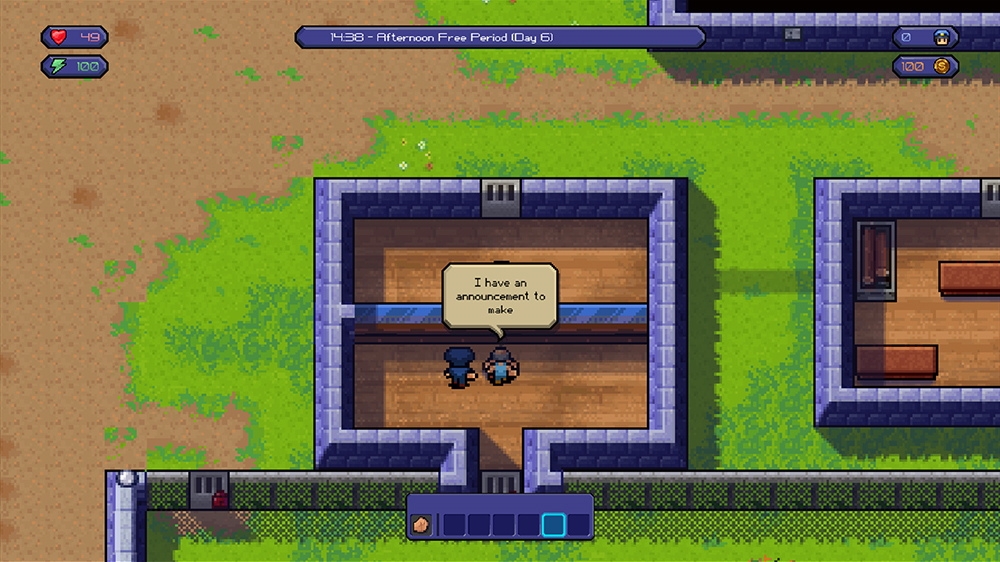 49
14:38 - Afternoon Free Period (Day 6)
0
100
100
I have an
announcement to
make